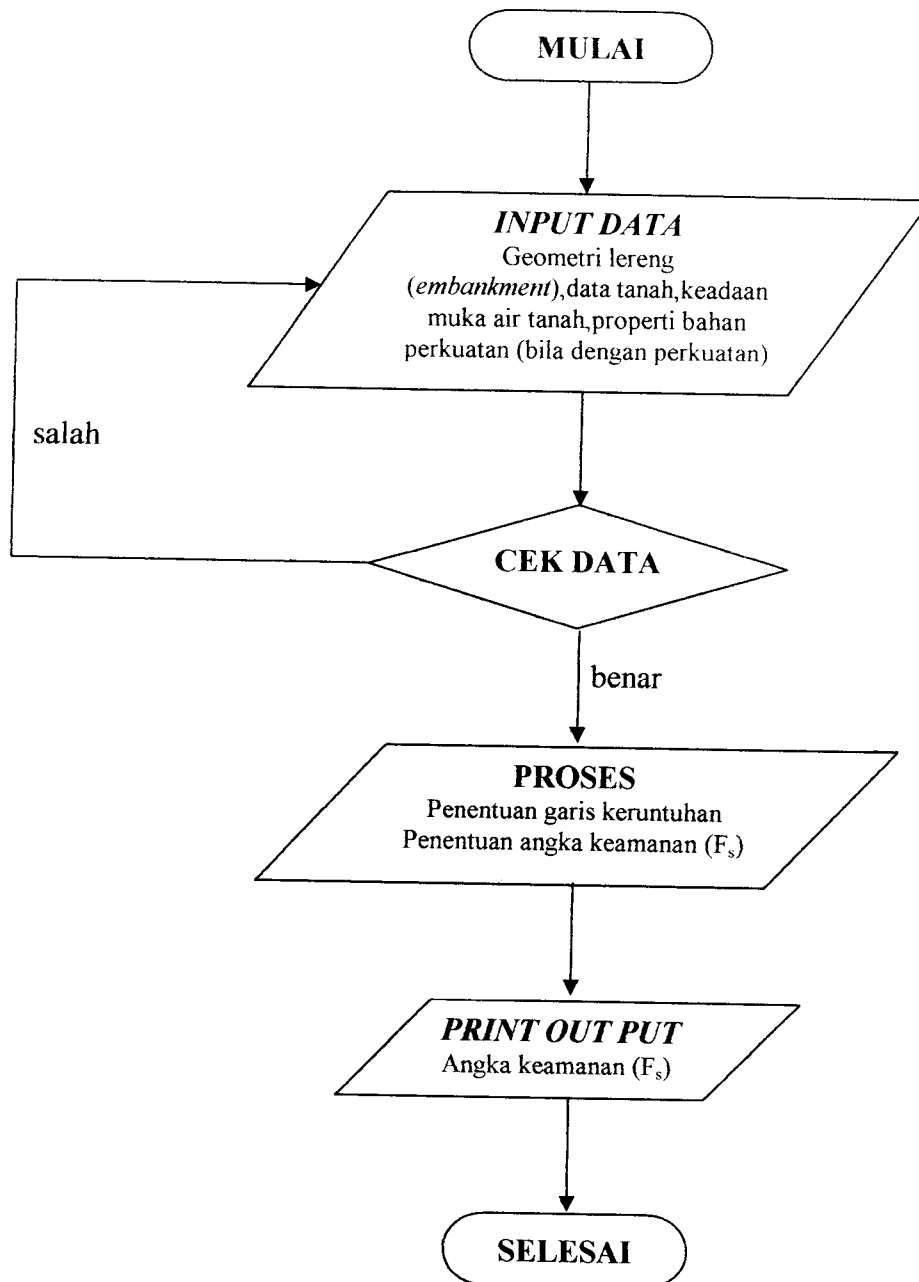 MULAI
INPUT DATA
Geometri lereng
(embankment),data tanah,keadaan
muka air tanah,properti bahan
perkuatan (bila dengan perkuatan)
salah
CEK DATA
benar
PROSES
Penentuan garis keruntuhan
Penentuan angka keamanan (Fₛ)
PRINT OUT PUT
Angka keamanan (Fₛ)
SELESAI